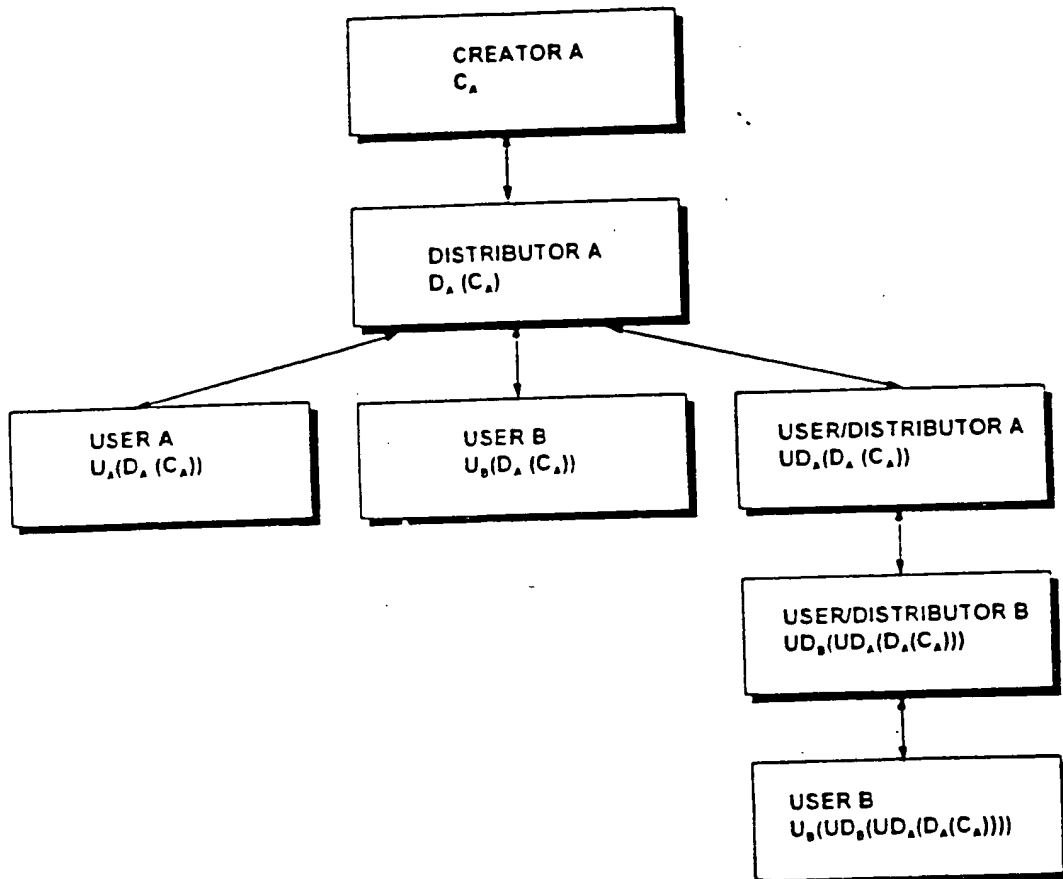 CREATOR A
C_A
DISTRIBUTOR A
D_A (C_A)
USER A
U_A(D_A (C_A))
USER B
U_B(D_A (C_A))
USER/DISTRIBUTOR A
UD_A(D_A (C_A))
USER/DISTRIBUTOR B
UD_B(UD_A(D_A(C_A)))
USER B
U_B(UD_B(UD_A(D_A(C_A))))